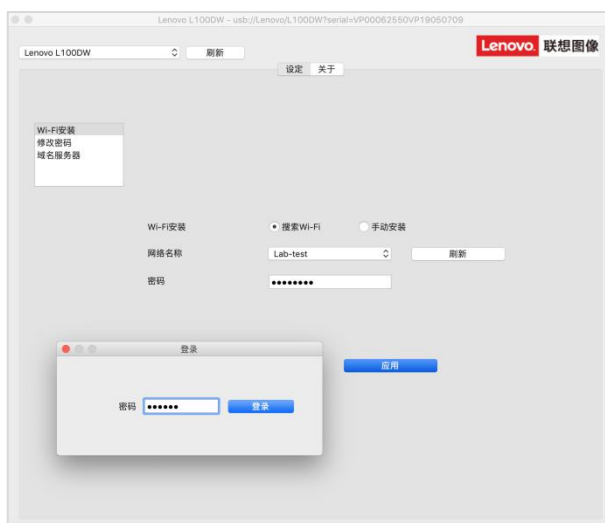 Lenovo L100DW - usb://Lenovo/L100DW?serial=VP00062550VP19050709
Lenovo L100DW 刷新
Lenovo. 联想图像
设定 关于
Wi-Fi安装
修改密码
域名服务器
Wi-Fi安装 搜索Wi-Fi 手动安装
网络名称 Lab-test 刷新
密码 ●●●●●●●●
登录
应用
密码 ●●●●●● 登录